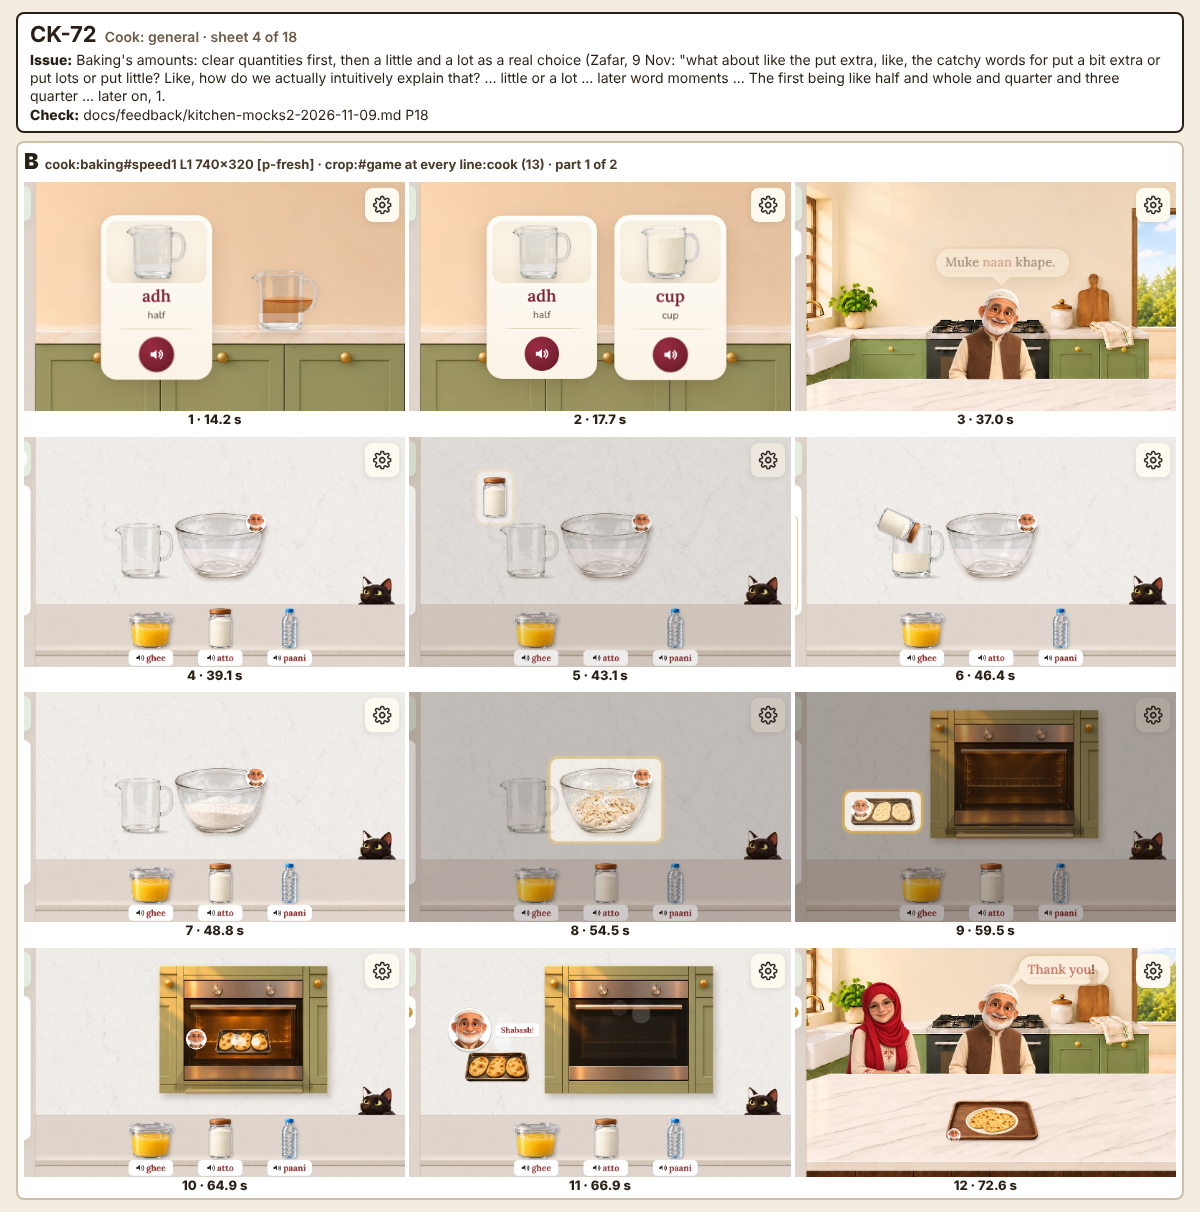 CK-72 Cook: general · sheet 4 of 18
Issue: Baking's amounts: clear quantities first, then a little and a lot as a real choice (Zafar, 9 Nov: "what about like the put extra, like, the catchy words for put a bit extra or
put lots or put little? Like, how do we actually intuitively explain that? ... little or a lot ... later word moments ... The first being like half and whole and quarter and three
quarter ... later on, 1.
Check: docs/feedback/kitchen-mocks2-2026-11-09.md P18
B cook:baking#speed1 L1 740×320 [p-fresh] · crop:#game at every line:cook (13) · part 1 of 2
adh
half
1 · 14.2 s
adh
half
cup
cup
2 · 17.7 s
Muke naan khape.
3 · 37.0 s
ghee atto paani
4 · 39.1 s
ghee atto paani
5 · 43.1 s
ghee atto paani
6 · 46.4 s
ghee atto paani
7 · 48.8 s
ghee atto paani
8 · 54.5 s
ghee atto paani
9 · 59.5 s
ghee atto paani
10 · 64.9 s
Shabash!
ghee atto paani
11 · 66.9 s
Thank you!
12 · 72.6 s